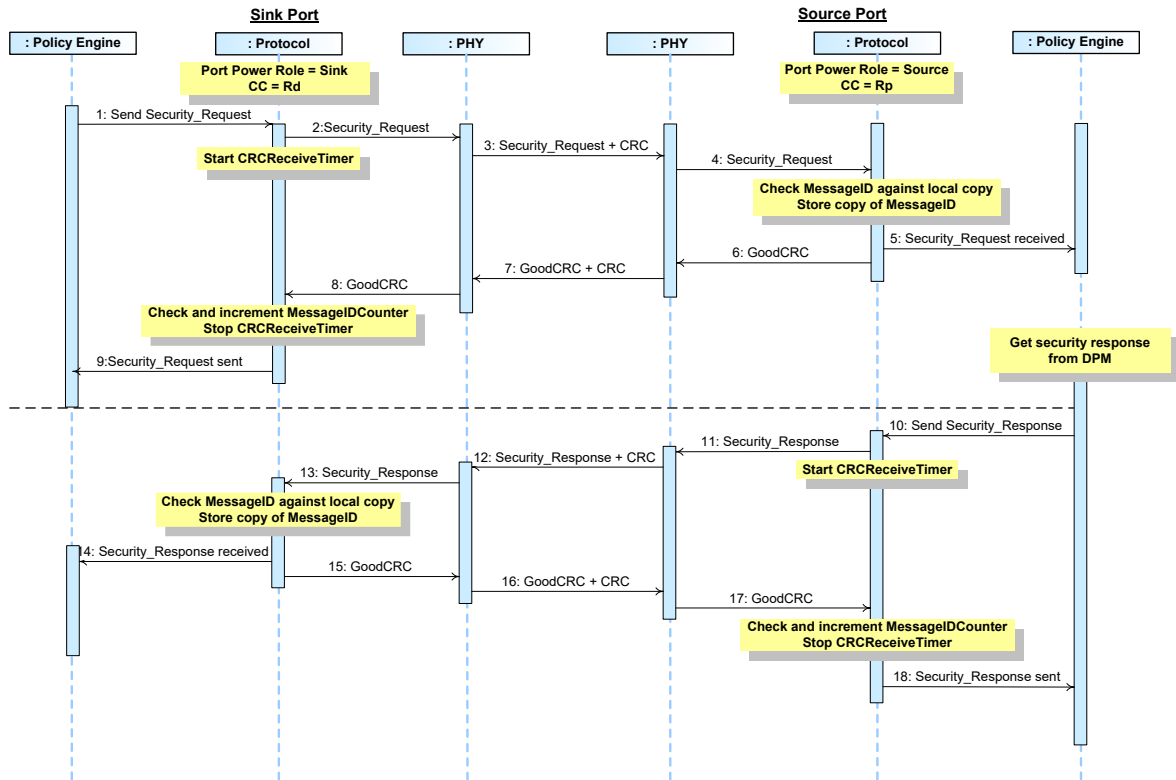 Sink Port
Source Port
: Policy Engine
: Protocol
: PHY
: PHY
: Protocol
: Policy Engine
Port Power Role = Sink
CC = Rd
Port Power Role = Source
CC = Rp
1: Send Security_Request
2:Security_Request
3: Security_Request + CRC
4: Security_Request
Start CRCReceiveTimer
Check MessageID against local copy
Store copy of MessageID
5: Security_Request received
6: GoodCRC
7: GoodCRC + CRC
8: GoodCRC
Check and increment MessageIDCounter
Stop CRCReceiveTimer
9:Security_Request sent
Get security response
from DPM
10: Send Security_Response
11: Security_Response
12: Security_Response + CRC
13: Security_Response
Start CRCReceiveTimer
Check MessageID against local copy
Store copy of MessageID
14: Security_Response received
15: GoodCRC
16: GoodCRC + CRC
17: GoodCRC
Check and increment MessageIDCounter
Stop CRCReceiveTimer
18: Security_Response sent